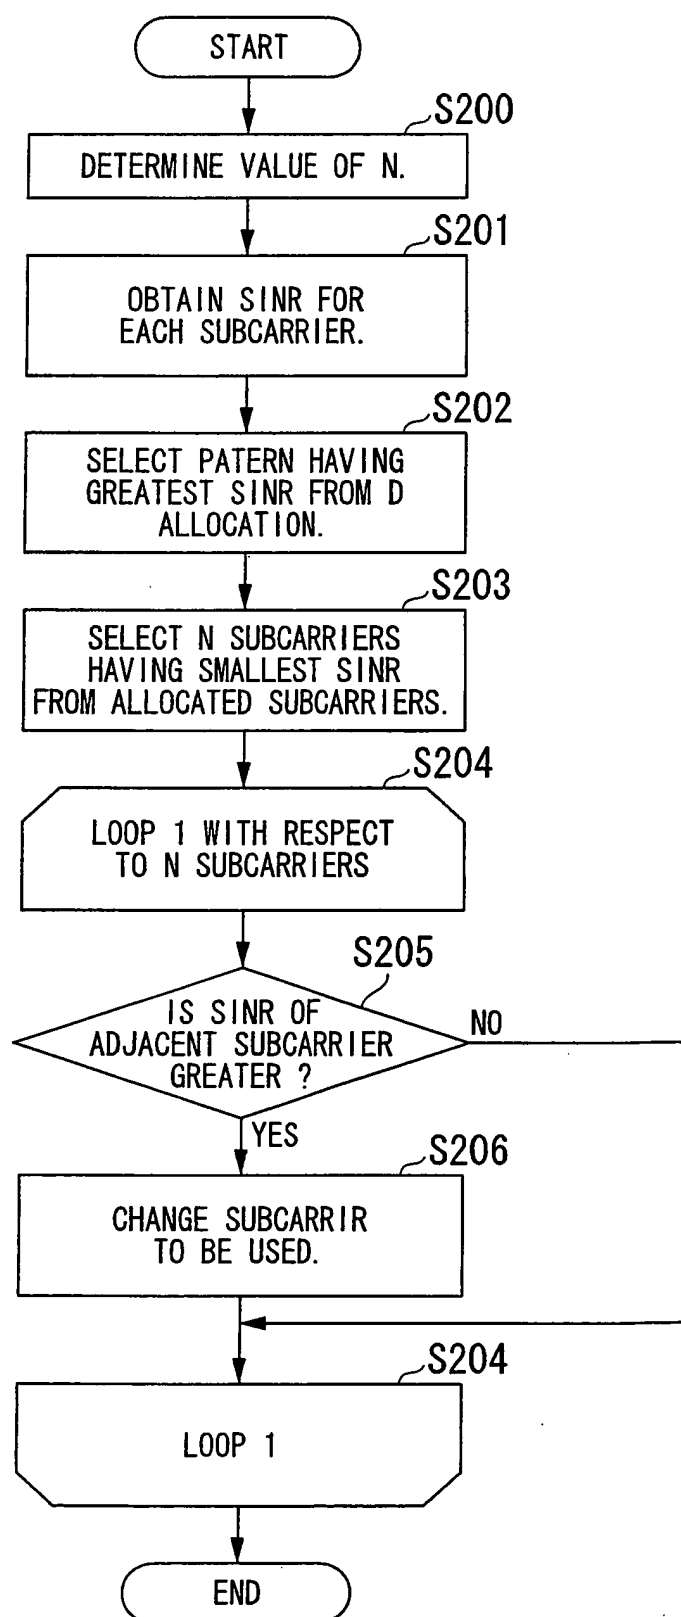 START
S200
DETERMINE VALUE OF N.
S201
OBTAIN SINR FOR
EACH SUBCARRIER.
S202
SELECT PATERN HAVING
GREATEST SINR FROM D
ALLOCATION.
S203
SELECT N SUBCARRIERS
HAVING SMALLEST SINR
FROM ALLOCATED SUBCARRIERS.
S204
LOOP 1 WITH RESPECT
TO N SUBCARRIERS
S205
IS SINR OF
ADJACENT SUBCARRIER
GREATER ?
NO
YES
S206
CHANGE SUBCARRIR
TO BE USED.
S204
LOOP 1
END